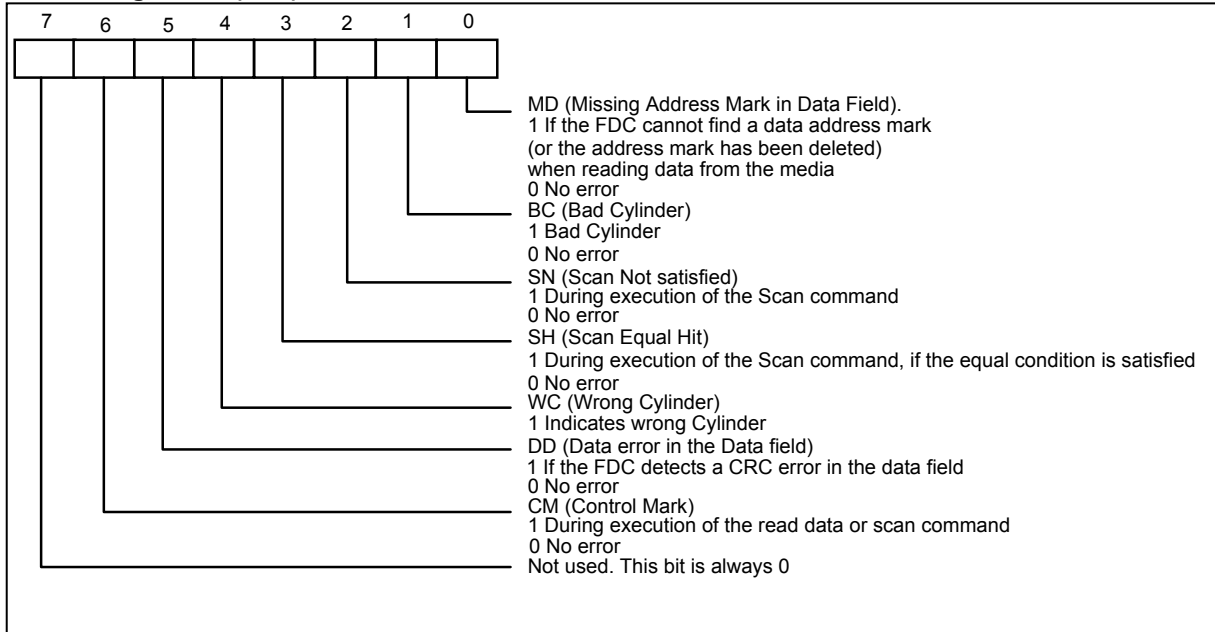 7 6 5 4 3 2 1 0
MD (Missing Address Mark in Data Field).
1 If the FDC cannot find a data address mark
(or the address mark has been deleted)
when reading data from the media
0 No error
BC (Bad Cylinder)
1 Bad Cylinder
0 No error
SN (Scan Not satisfied)
1 During execution of the Scan command
0 No error
SH (Scan Equal Hit)
1 During execution of the Scan command, if the equal condition is satisfied
0 No error
WC (Wrong Cylinder)
1 Indicates wrong Cylinder
DD (Data error in the Data field)
1 If the FDC detects a CRC error in the data field
0 No error
CM (Control Mark)
1 During execution of the read data or scan command
0 No error
Not used. This bit is always 0